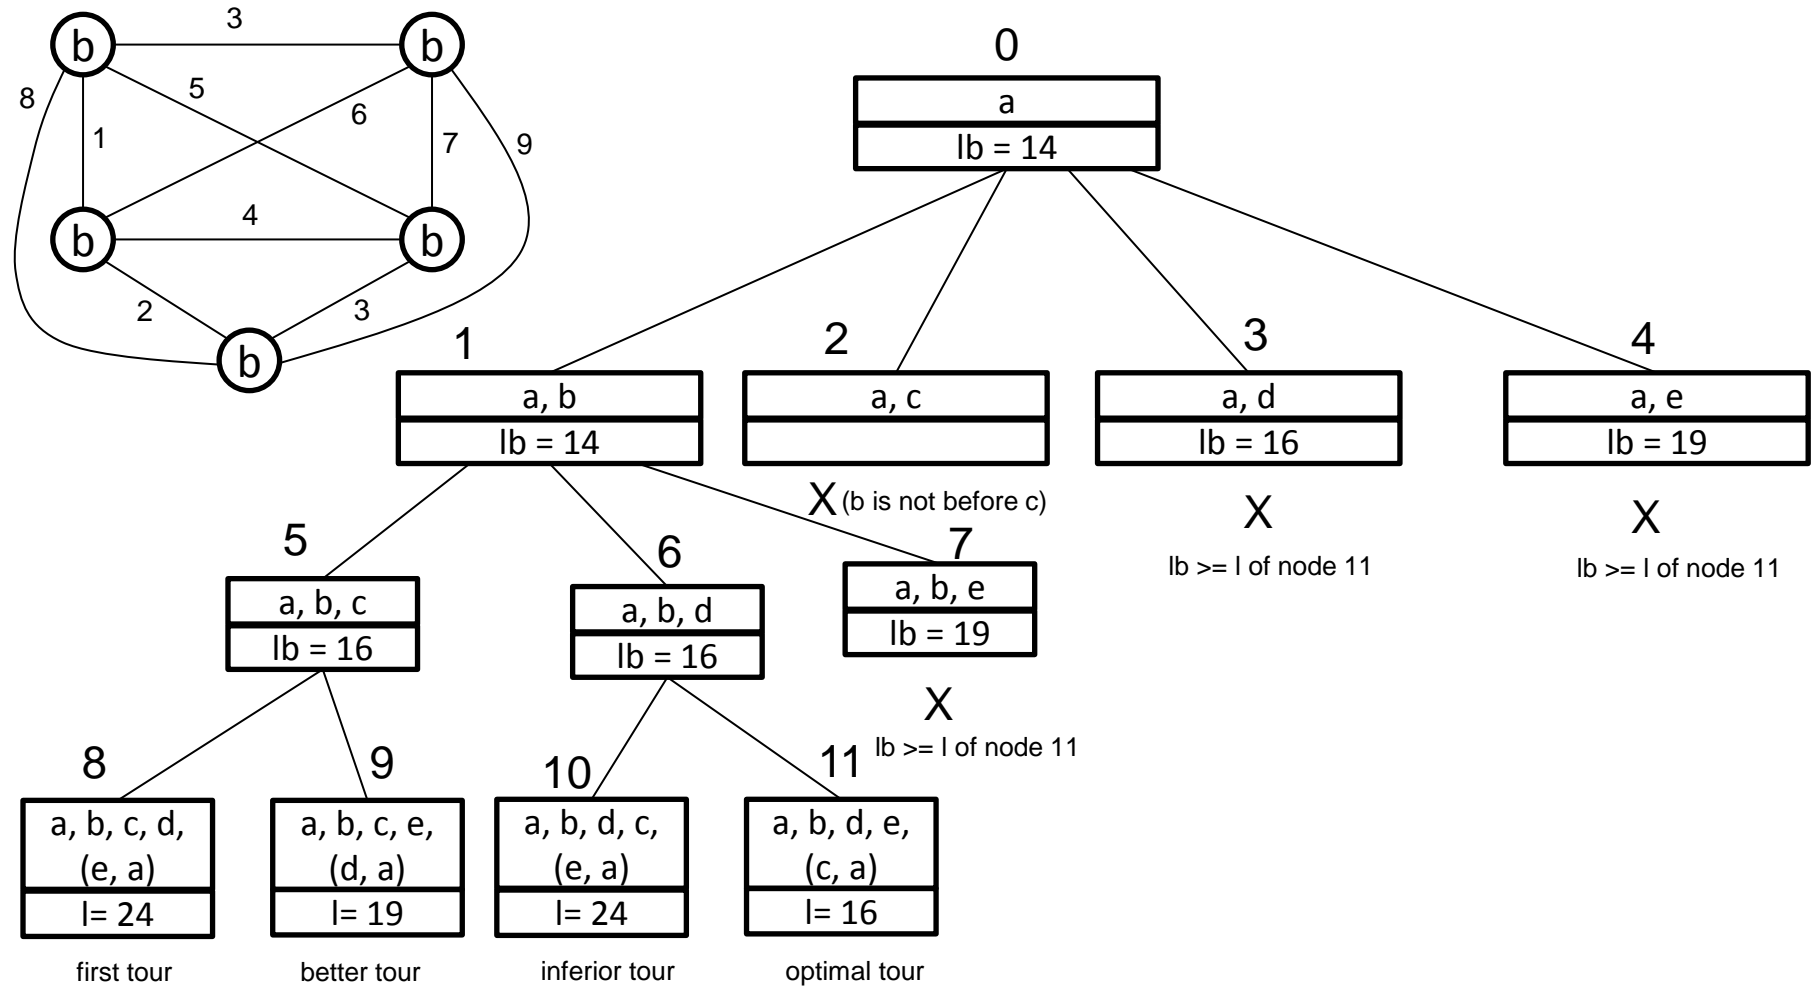 3
b
b
8
5
6
1
7
9
b
4
b
2
3
b
0
a
lb = 14
1
a, b
lb = 14
2
a, c
X (b is not before c)
3
a, d
lb = 16
X
lb >= l of node 11
4
a, e
lb = 19
X
lb >= l of node 11
5
a, b, c
lb = 16
6
a, b, d
lb = 16
7
a, b, e
lb = 19
X
lb >= l of node 11
8
a, b, c, d,
(e, a)
l= 24
first tour
9
a, b, c, e,
(d, a)
l= 19
better tour
10
a, b, d, c,
(e, a)
l= 24
inferior tour
11
a, b, d, e,
(c, a)
l= 16
optimal tour